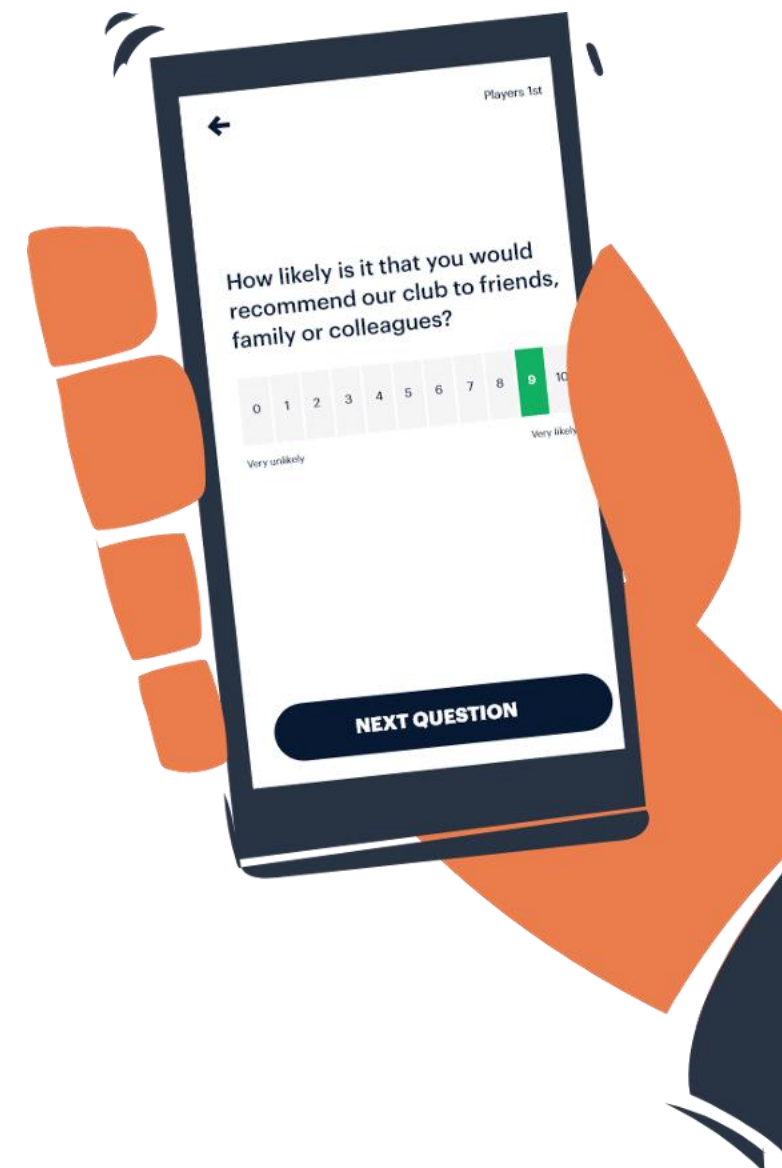 Players 1st
How likely is it that you would
recommend our club to friends,
family or colleagues?
0 1 2 3 4 5 6 7 8 9 10
Very unlikely Very likely
NEXT QUESTION